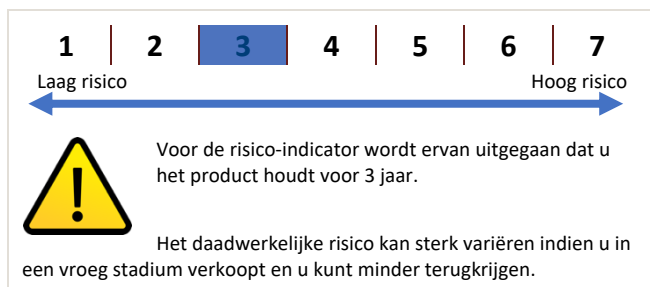 1 2 3 4 5 6 7
Laag risico Hoog risico
Voor de risico-indicator wordt ervan uitgegaan dat u
het product houdt voor 3 jaar.
Het daadwerkelijke risico kan sterk variëren indien u in
een vroeg stadium verkoopt en u kunt minder terugkrijgen.